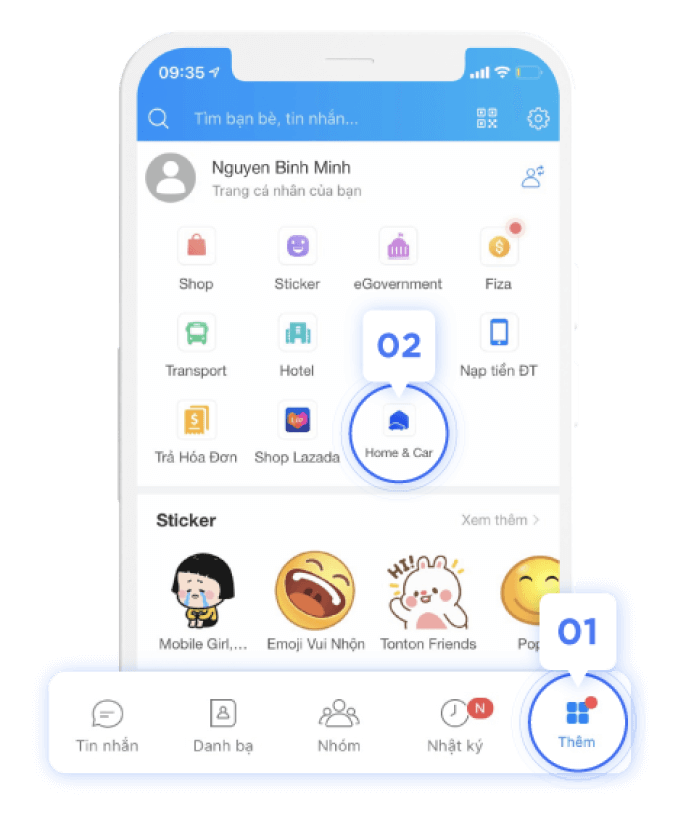 09:35
Tìm bạn bè, tin nhắn...
Nguyen Binh Minh
Trang cá nhân của bạn
Shop
Sticker
eGovernment
Fiza
Transport
Hotel
02
Nạp tiền ĐT
Trả Hóa Đơn
Shop Lazada
Home & Car
Sticker
Xem thêm >
HI!
Mobile Girl,...
Emoji Vui Nhộn
Tonton Friends
Pop
01
Tin nhắn
Danh bạ
Nhóm
N
Nhật ký
Thêm